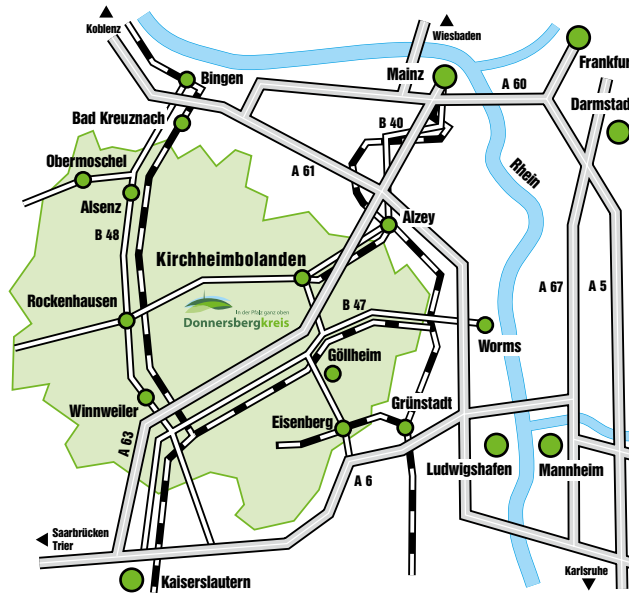 Koblenz
Wiesbaden
Frankfur
Bingen
Mainz
A 60
Darmstad
Bad Kreuznach
B 40
Obermoschel
A 61
Rhein
Alsenz
Alzey
B 48
Kirchheimbolanden
A 67
A 5
Rockenhausen
In der Pfalz ganz oben
Donnersbergkreis
B 47
Worms
Göllheim
Winnweiler
Grünstadt
Eisenberg
A 63
Ludwigshafen
Mannheim
A 6
Saarbrücken
Trier
Karlsruhe
Kaiserslautern